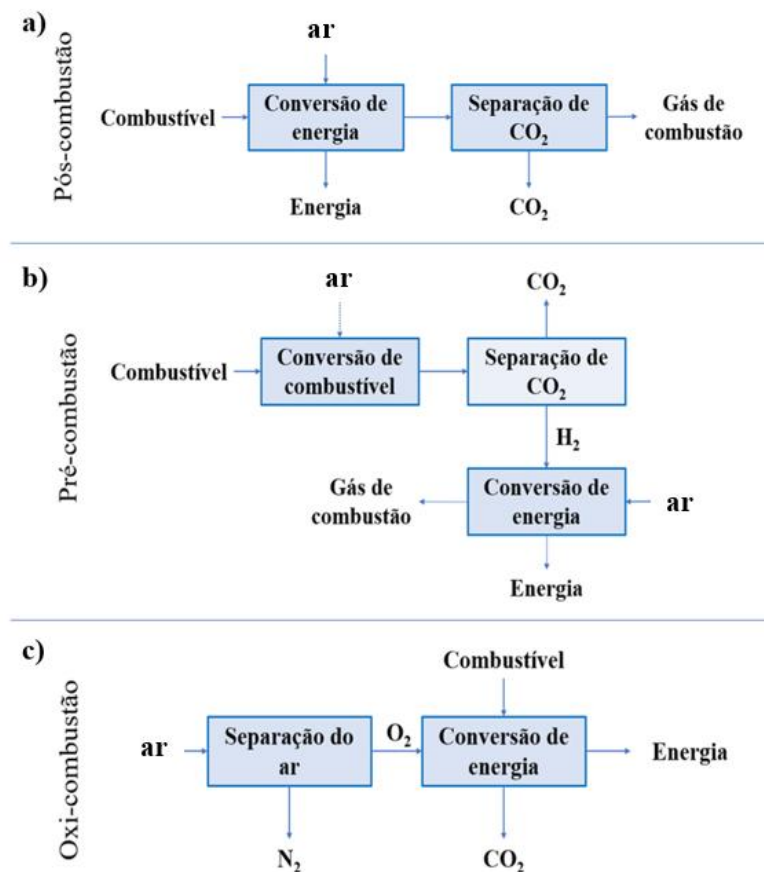 a)
Pós-combustão
ar
Combustível
Conversão de
energia
Separação de
CO₂
Gás de
combustão
Energia
CO₂
b)
Pré-combustão
ar
CO₂
Combustível
Conversão de
combustível
Separação de
CO₂
H₂
Gás de
combustão
Conversão de
energia
ar
Energia
c)
Oxi-combustão
Combustível
ar
Separação do
ar
O₂
Conversão de
energia
Energia
N₂
CO₂